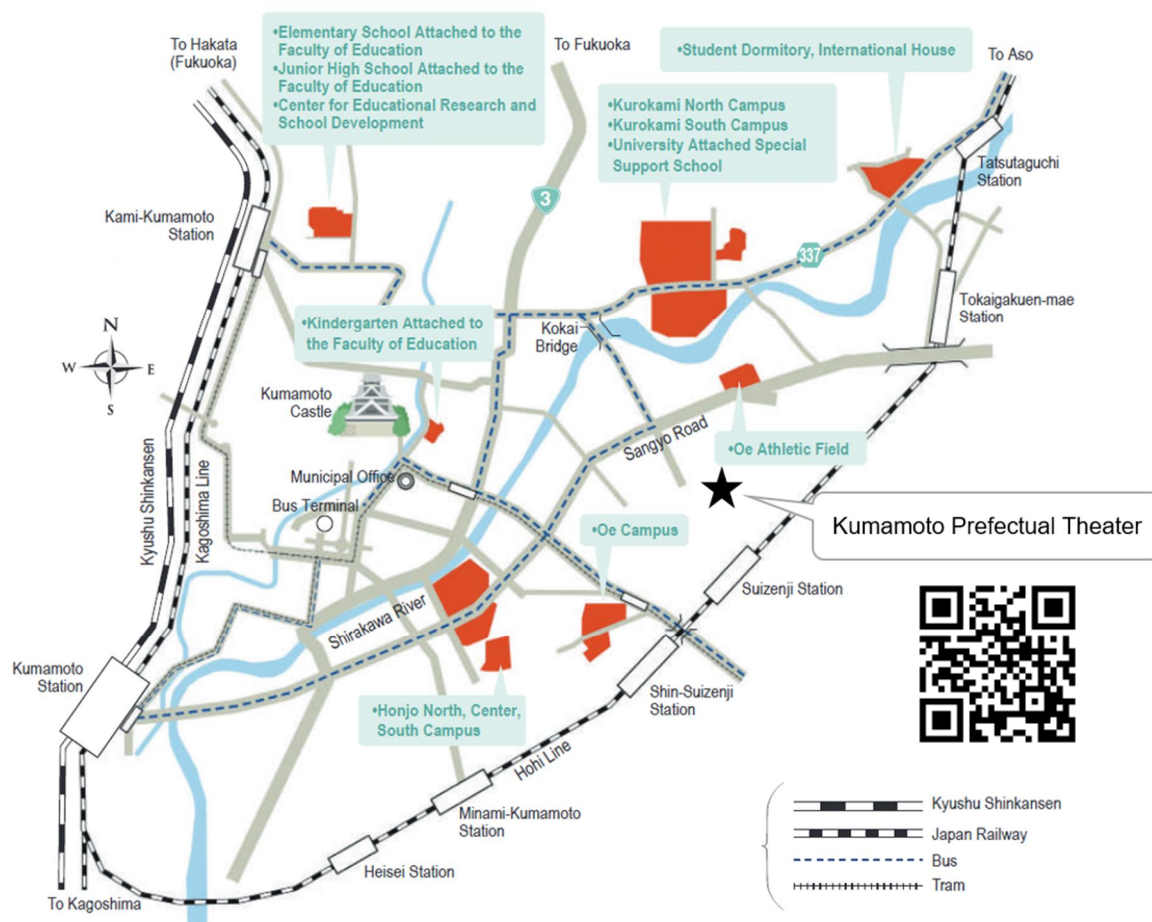 •Elementary School Attached to the
Faculty of Education
•Junior High School Attached to the
Faculty of Education
•Center for Educational Research and
School Development
To Hakata
(Fukuoka)
To Fukuoka
•Student Dormitory, International House
To Aso
•Kurokami North Campus
•Kurokami South Campus
•University Attached Special
Support School
Tatsutaguchi
Station
3
Kami-Kumamoto
Station
337
Tokaigakuen-mae
Station
•Kindergarten Attached to
the Faculty of Education
Kokai
Bridge
N
W
E
S
Kumamoto
Castle
Sangyo Road
•Oe Athletic Field
Municipal Office
Bus Terminal
Kyushu Shinkansen
Kagoshima Line
Kumamoto Prefectual Theater
•Oe Campus
Suizenji Station
Shirakawa River
Kumamoto
Station
Shin-Suizenji
Station
•Honjo North, Center,
South Campus
Hohi Line
Minami-Kumamoto
Station
Heisei Station
To Kagoshima
Kyushu Shinkansen
Japan Railway
Bus
Tram